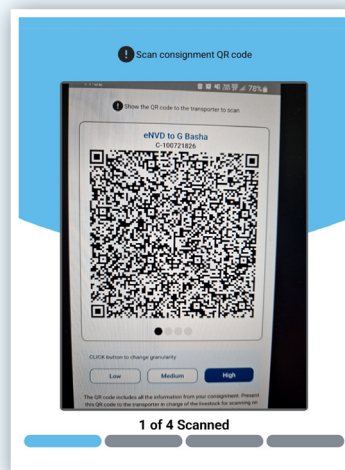 Scan consignment QR code
78%
Show the QR code to the transporter to scan
eNVD to G Basha
C-100721826
CLICK button to change granularity
Low
Medium
High
The QR code includes all the information from your consignment. Present
this QR code to the transporter in charge of the livestock for scanning on
1 of 4 Scanned